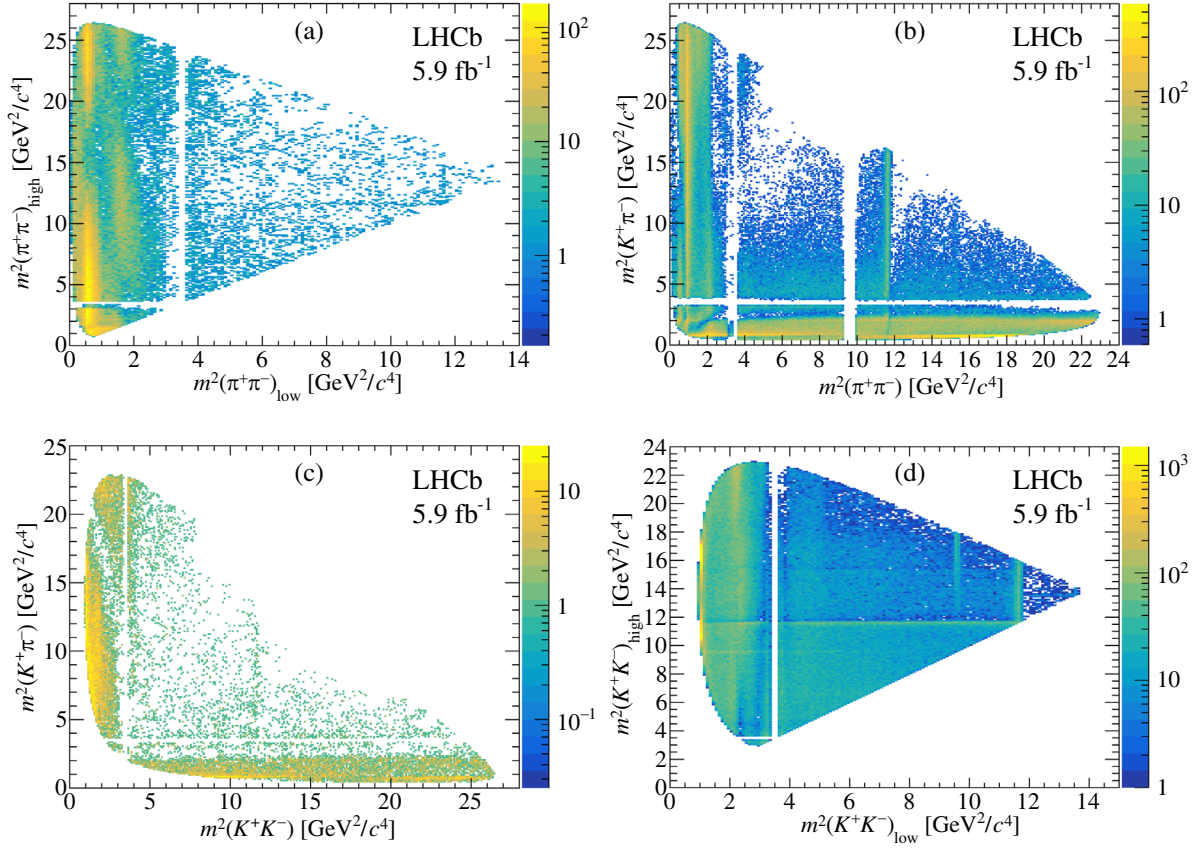 (a)
LHCb
5.9 fb⁻¹
m²(π⁺π⁻)_high [GeV²/c⁴]
25
20
15
10
5
0
0 2 4 6 8 10 12 14
m²(π⁺π⁻)_low [GeV²/c⁴]
10²
10
1
(b)
LHCb
5.9 fb⁻¹
m²(K⁺π⁻) [GeV²/c⁴]
25
20
15
10
5
0
0 2 4 6 8 10 12 14 16 18 20 22 24
m²(π⁺π⁻) [GeV²/c⁴]
10²
10
1
(c)
LHCb
5.9 fb⁻¹
m²(K⁺π⁻) [GeV²/c⁴]
25
20
15
10
5
0
0 5 10 15 20 25
m²(K⁺K⁻) [GeV²/c⁴]
10
1
10⁻¹
(d)
LHCb
5.9 fb⁻¹
m²(K⁺K⁻)_high [GeV²/c⁴]
24
22
20
18
16
14
12
10
8
6
4
2
0
0 2 4 6 8 10 12 14
m²(K⁺K⁻)_low [GeV²/c⁴]
10³
10²
10
1